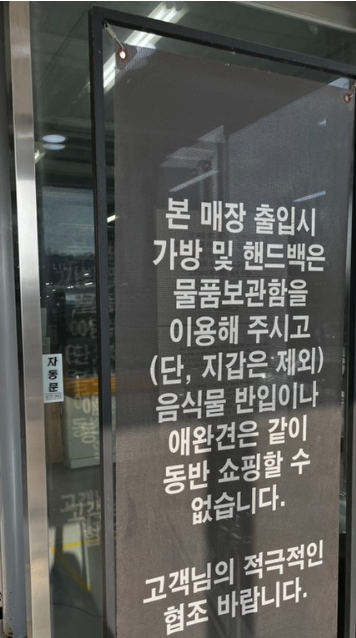 본 매장 출입시
가방 및 핸드백은
물품보관함을
이용해 주시고
(단, 지갑은 제외)
음식물 반입이나
애완견은 같이
동반 쇼핑할 수
없습니다.
고객님의 적극적인
협조 바랍니다.
자동문